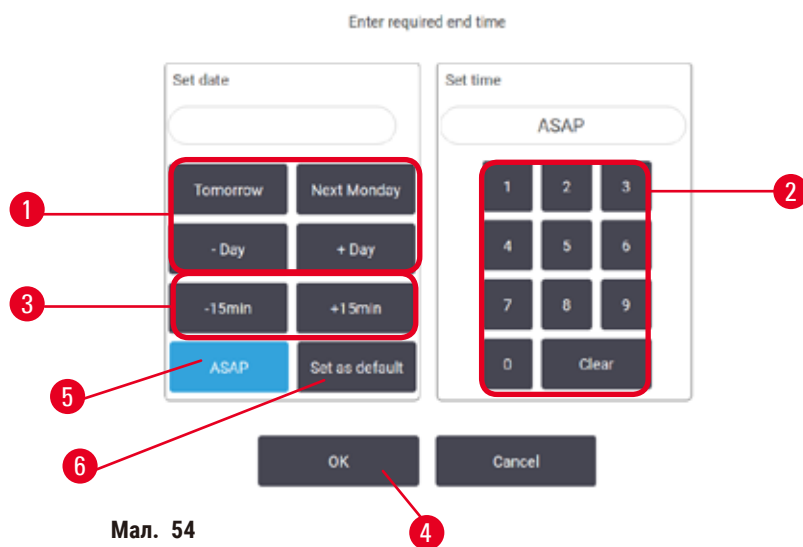 Enter required end time
Set date
Set time
ASAP
Tomorrow
Next Monday
1
2
3
1
2
- Day
+ Day
4
5
6
3
-15min
+15min
7
8
9
ASAP
Set as default
0
Clear
5
6
OK
Cancel
4
Мал. 54